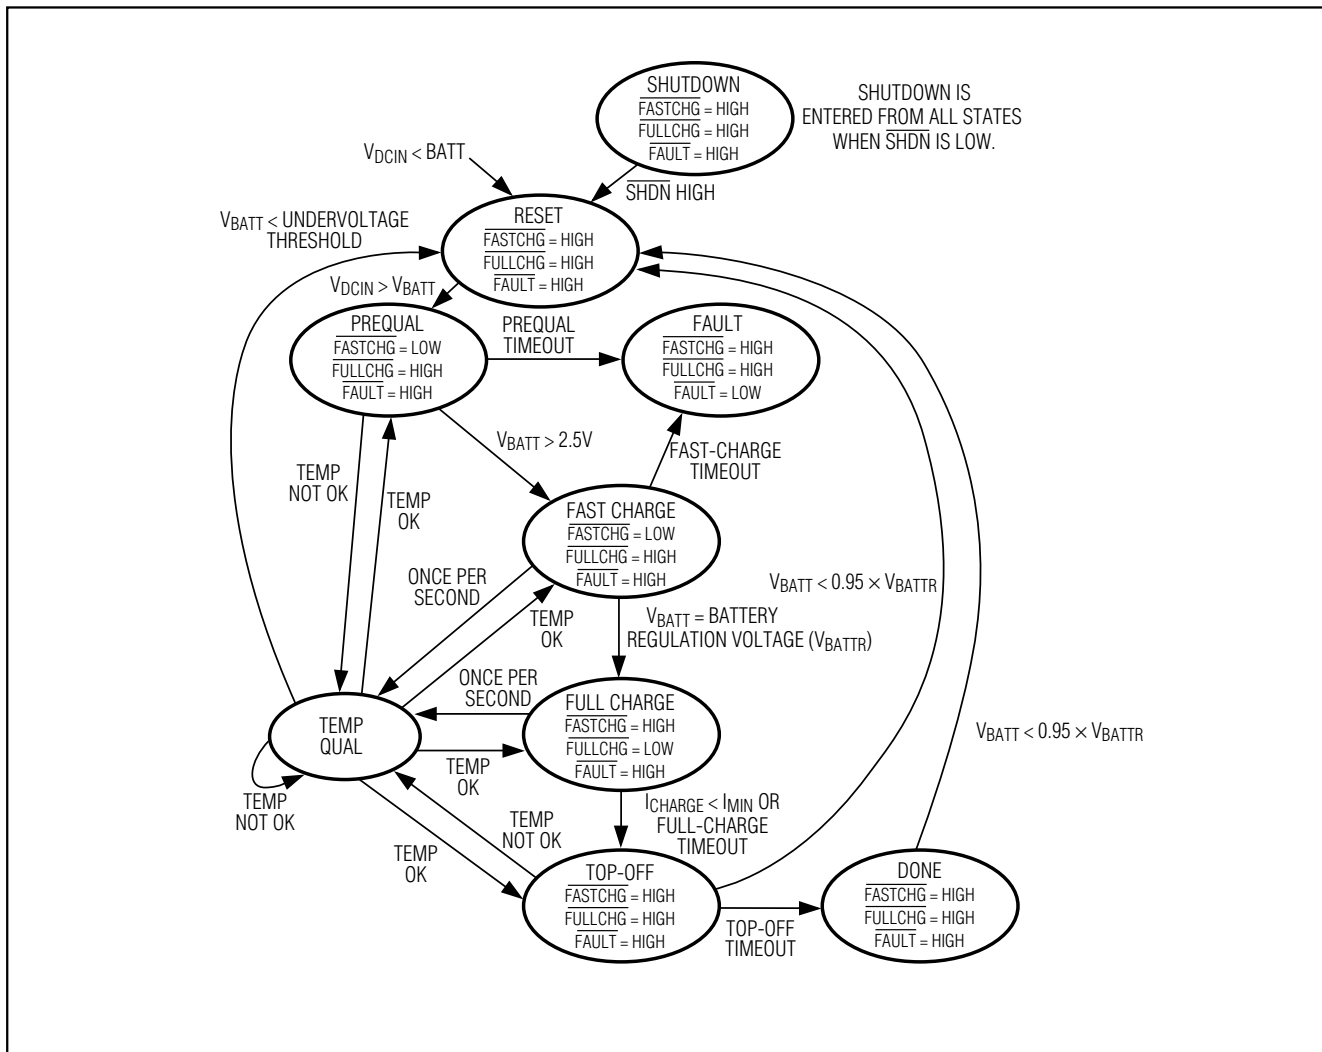 SHUTDOWN
FASTCHG = HIGH
FULLCHG = HIGH
FAULT = HIGH
SHUTDOWN IS
ENTERED FROM ALL STATES
WHEN SHDN IS LOW.
VDCIN < BATT
SHDN HIGH
VBATT < UNDERVOLTAGE
THRESHOLD
RESET
FASTCHG = HIGH
FULLCHG = HIGH
FAULT = HIGH
VDCIN > VBATT
PREQUAL
FASTCHG = LOW
FULLCHG = HIGH
FAULT = HIGH
PREQUAL
TIMEOUT
FAULT
FASTCHG = HIGH
FULLCHG = HIGH
FAULT = LOW
VBATT > 2.5V
FAST-CHARGE
TIMEOUT
TEMP
NOT OK
TEMP
OK
FAST CHARGE
FASTCHG = LOW
FULLCHG = HIGH
FAULT = HIGH
ONCE PER
SECOND
TEMP
OK
VBATT < 0.95 × VBATTR
VBATT = BATTERY
REGULATION VOLTAGE (VBATTR)
ONCE PER
SECOND
FULL CHARGE
FASTCHG = HIGH
FULLCHG = LOW
FAULT = HIGH
TEMP
QUAL
VBATT < 0.95 × VBATTR
TEMP
OK
TEMP
NOT OK
TEMP
NOT OK
ICHARGE < IMIN OR
FULL-CHARGE
TIMEOUT
TEMP
OK
TOP-OFF
FASTCHG = HIGH
FULLCHG = HIGH
FAULT = HIGH
TOP-OFF
TIMEOUT
DONE
FASTCHG = HIGH
FULLCHG = HIGH
FAULT = HIGH